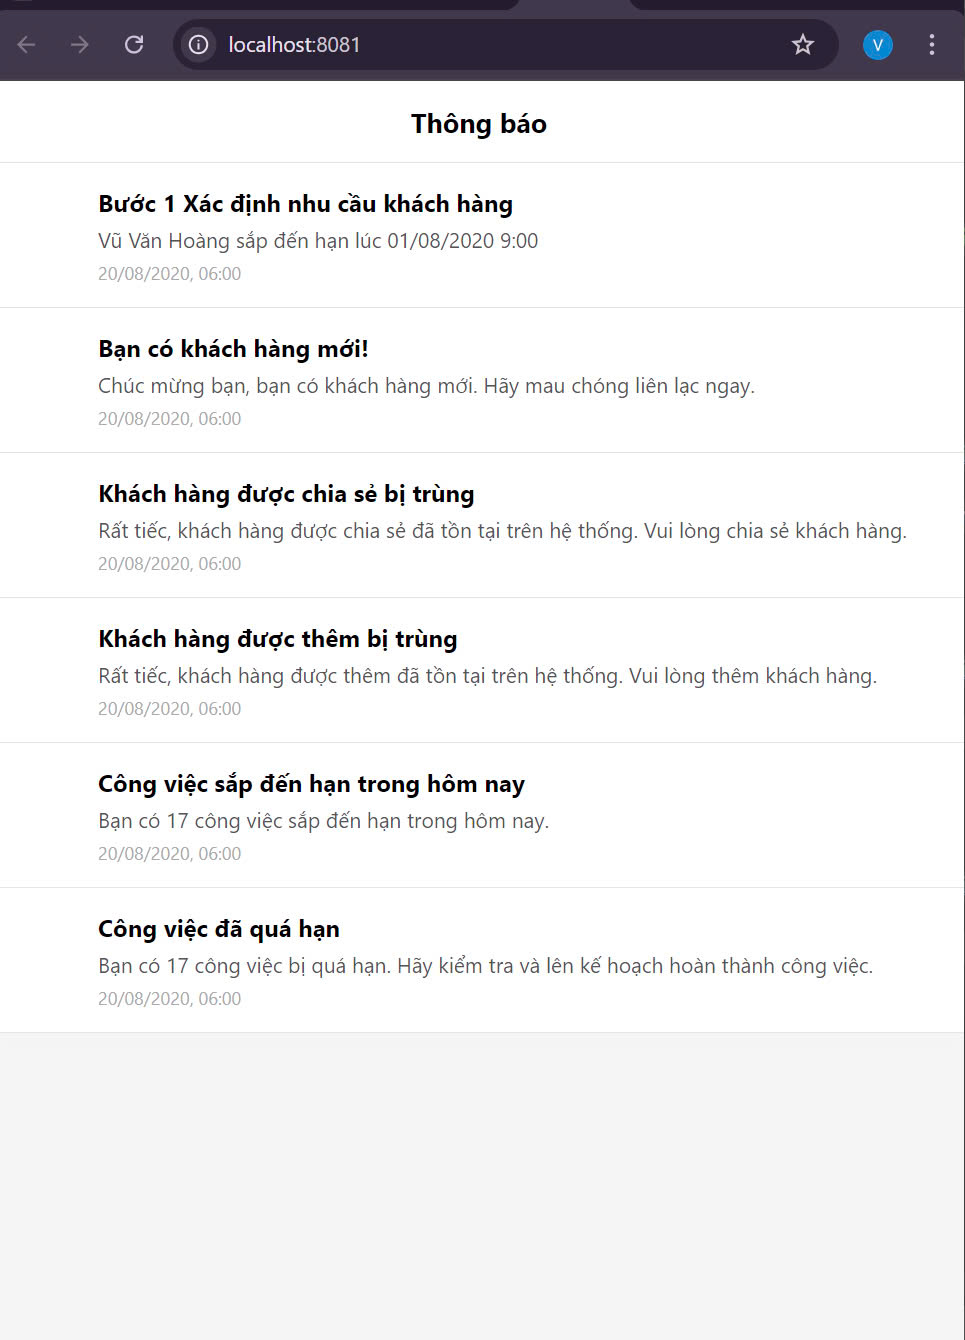 localhost:8081
V
Thông báo
Bước 1 Xác định nhu cầu khách hàng
Vũ Văn Hoàng sắp đến hạn lúc 01/08/2020 9:00
20/08/2020, 06:00
Bạn có khách hàng mới!
Chúc mừng bạn, bạn có khách hàng mới. Hãy mau chóng liên lạc ngay.
20/08/2020, 06:00
Khách hàng được chia sẻ bị trùng
Rất tiếc, khách hàng được chia sẻ đã tồn tại trên hệ thống. Vui lòng chia sẻ khách hàng.
20/08/2020, 06:00
Khách hàng được thêm bị trùng
Rất tiếc, khách hàng được thêm đã tồn tại trên hệ thống. Vui lòng thêm khách hàng.
20/08/2020, 06:00
Công việc sắp đến hạn trong hôm nay
Bạn có 17 công việc sắp đến hạn trong hôm nay.
20/08/2020, 06:00
Công việc đã quá hạn
Bạn có 17 công việc bị quá hạn. Hãy kiểm tra và lên kế hoạch hoàn thành công việc.
20/08/2020, 06:00